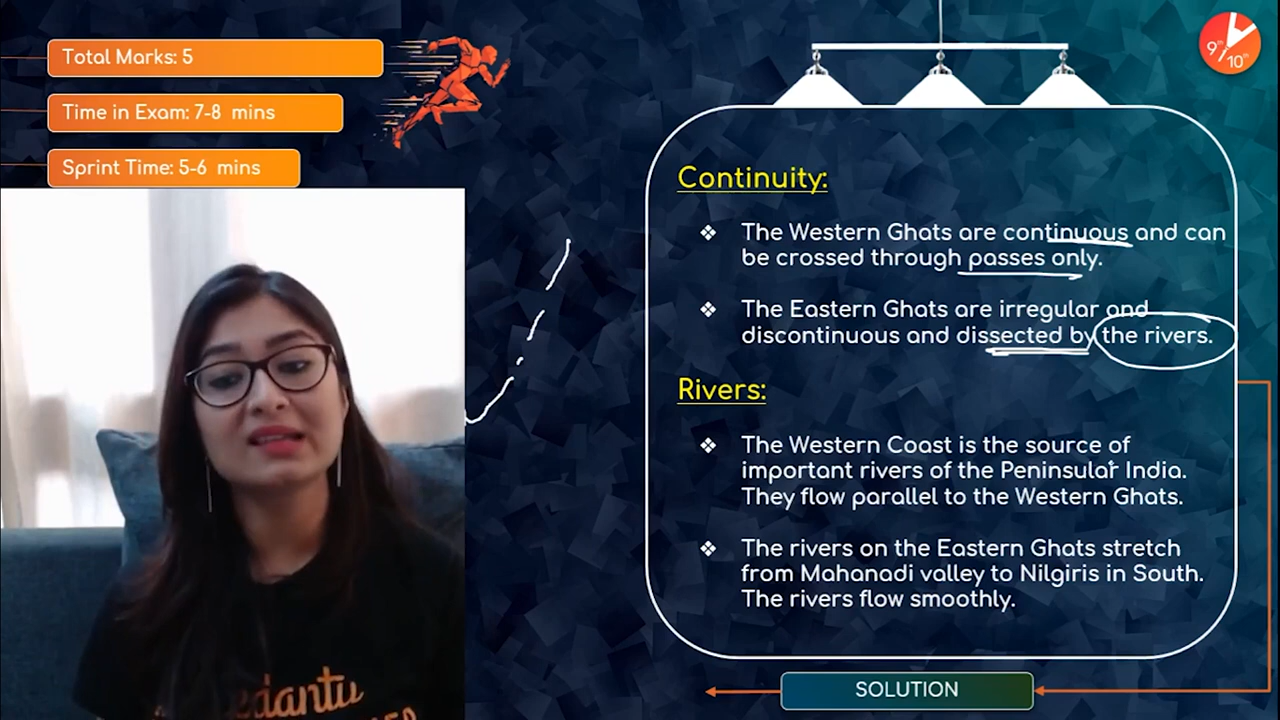 Total Marks: 5
Time in Exam: 7-8 mins
Sprint Time: 5-6 mins
9th
10th
Continuity:
❖ The Western Ghats are continuous and can
be crossed through passes only.
❖ The Eastern Ghats are irregular and
discontinuous and dissected by the rivers.
Rivers:
❖ The Western Coast is the source of
important rivers of the Peninsular India.
They flow parallel to the Western Ghats.
❖ The rivers on the Eastern Ghats stretch
from Mahanadi valley to Nilgiris in South.
The rivers flow smoothly.
SOLUTION